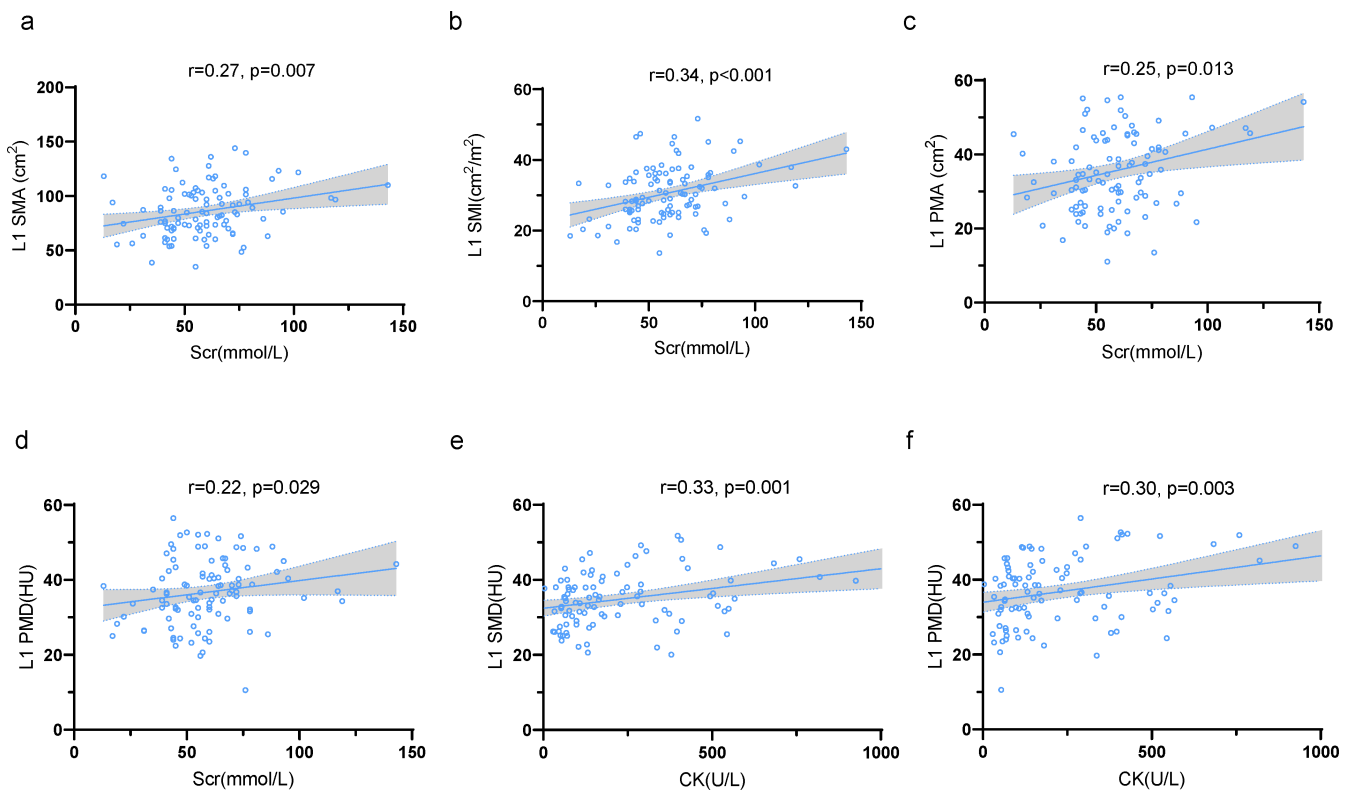 a
r=0.27, p=0.007
L1 SMA (cm²)
200
150
100
50
0
0 50 100 150
Scr(mmol/L)
b
r=0.34, p<0.001
L1 SMI(cm²/m²)
60
40
20
0
0 50 100 150
Scr(mmol/L)
c
r=0.25, p=0.013
L1 PMA (cm²)
60
40
20
0
0 50 100 150
Scr(mmol/L)
d
r=0.22, p=0.029
L1 PMD(HU)
60
40
20
0
0 50 100 150
Scr(mmol/L)
e
r=0.33, p=0.001
L1 SMD(HU)
60
40
20
0
0 500 1000
CK(U/L)
f
r=0.30, p=0.003
L1 PMD(HU)
60
40
20
0
0 500 1000
CK(U/L)